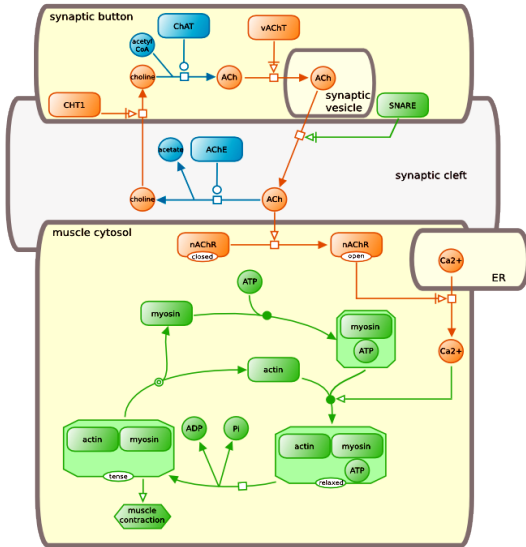 synaptic button
ChAT
vAChT
acetyl
CoA
choline
ACh
ACh
synaptic
vesicle
CHT1
SNARE
acetate
AChE
synaptic cleft
choline
ACh
muscle cytosol
nAChR
closed
nAChR
open
Ca2+
ER
ATP
myosin
myosin
ATP
Ca2+
actin
ADP
Pi
actin
myosin
tense
actin
myosin
ATP
relaxed
muscle
contraction